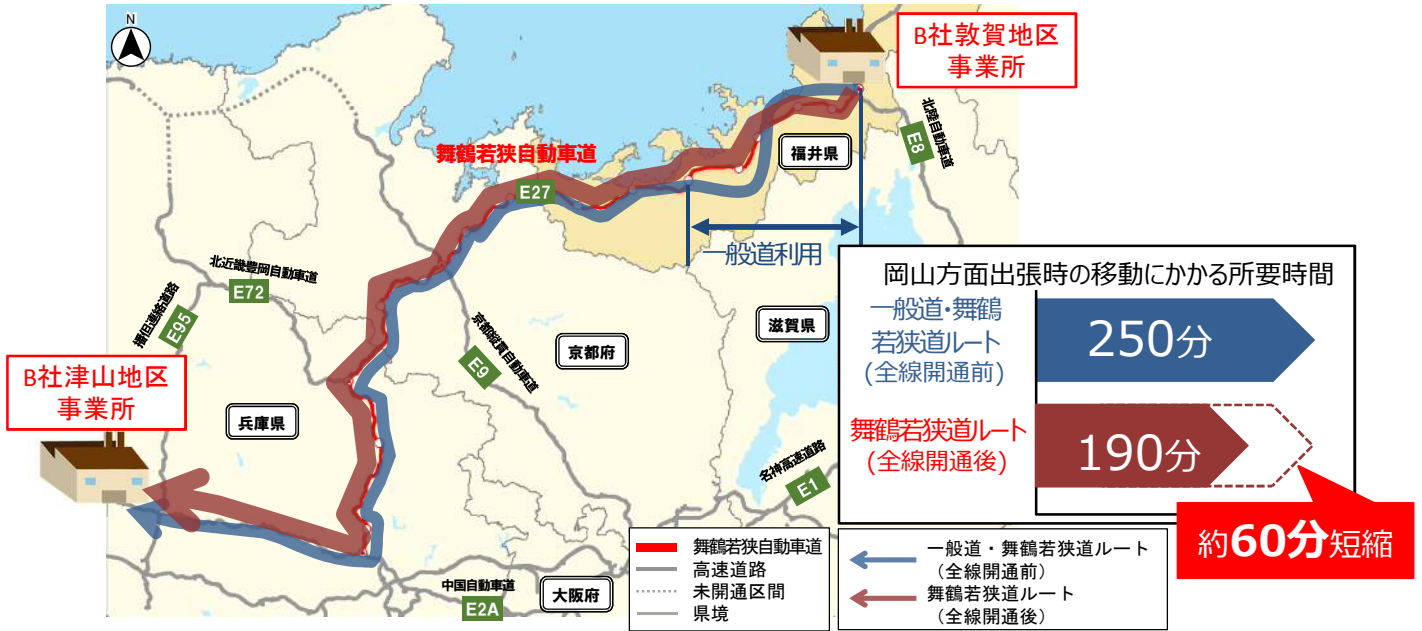 N
B社敦賀地区
事業所
北陸自動車道
E8
福井県
舞鶴若狭自動車道
E27
一般道利用
北近畿豊岡自動車道
E72
播但連絡道路
E95
京都縦貫自動車道
E9
京都府
滋賀県
兵庫県
B社津山地区
事業所
名神高速道路
E1
中国自動車道
E2A
大阪府
岡山方面出張時の移動にかかる所要時間
一般道・舞鶴
若狭道ルート
(全線開通前)
250分
舞鶴若狭道ルート
(全線開通後)
190分
約60分短縮
舞鶴若狭自動車道
高速道路
未開通区間
県境
一般道・舞鶴若狭道ルート
(全線開通前)
舞鶴若狭道ルート
(全線開通後)